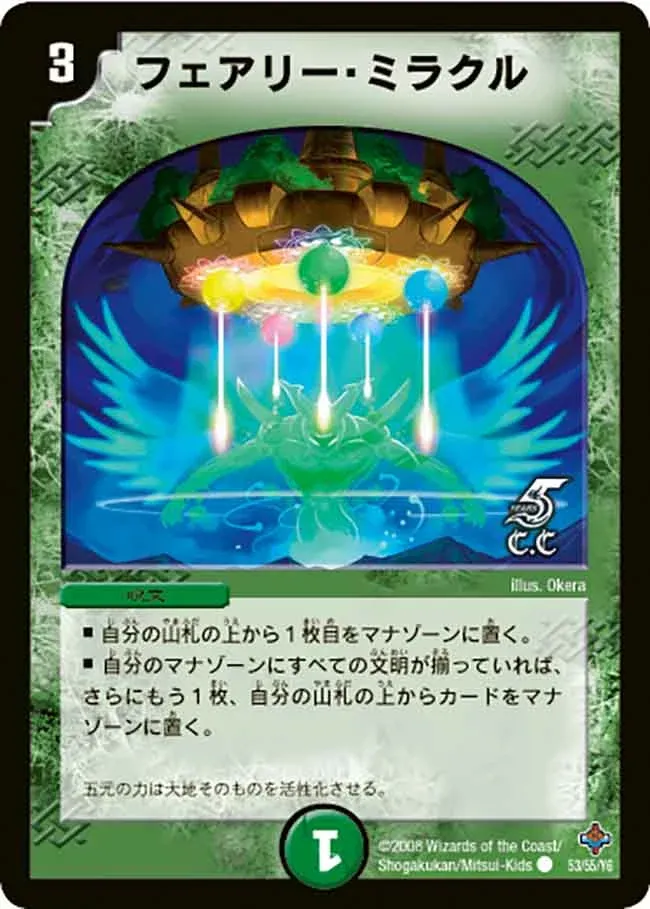 3
フェアリー・ミラクル
5
YEARS
C.C
illus. Okera
呪文
■ 自分の山札の上から1枚目をマナゾーンに置く。
■ 自分のマナゾーンにすべての文明が揃っていれば、
さらにもう1枚、自分の山札の上からカードをマナ
ゾーンに置く。
五元の力は大地そのものを活性化させる。
1
©2008 Wizards of the Coast/
Shogakukan/Mitsui-Kids
53/55/Y6